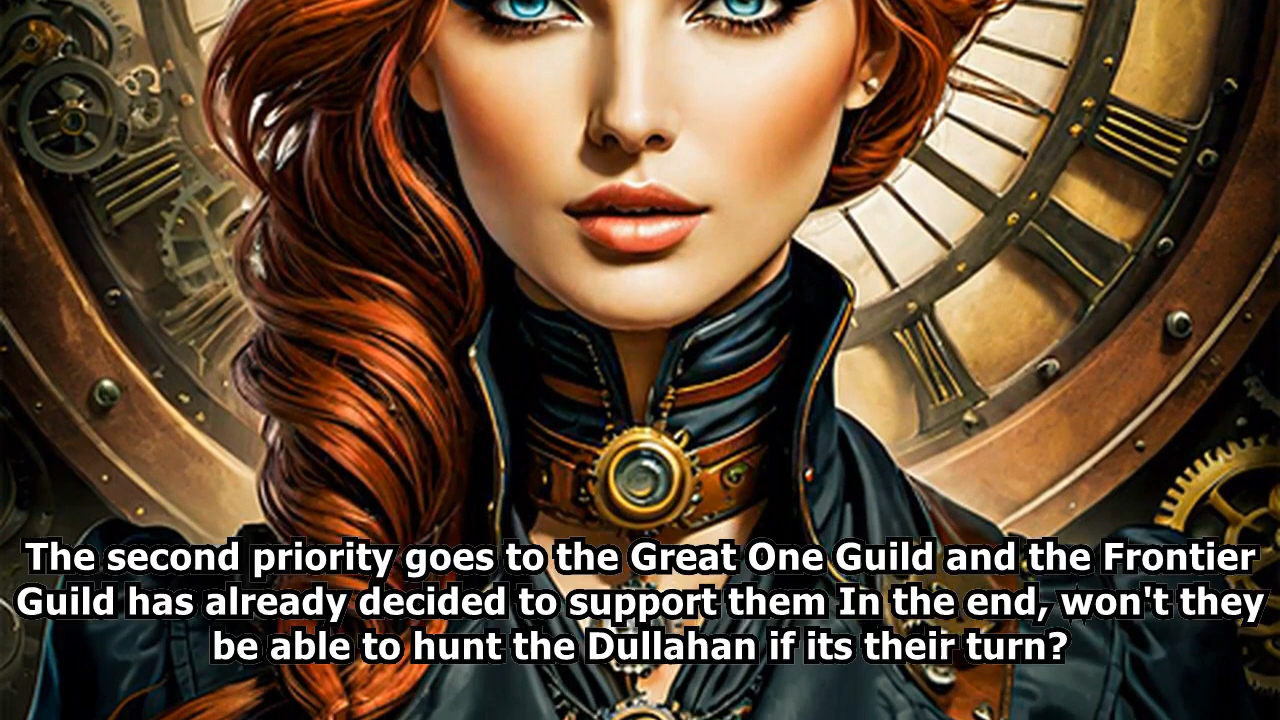 The second priority goes to the Great One Guild and the Frontier
Guild has already decided to support them In the end, won't they
be able to hunt the Dullahan if its their turn?